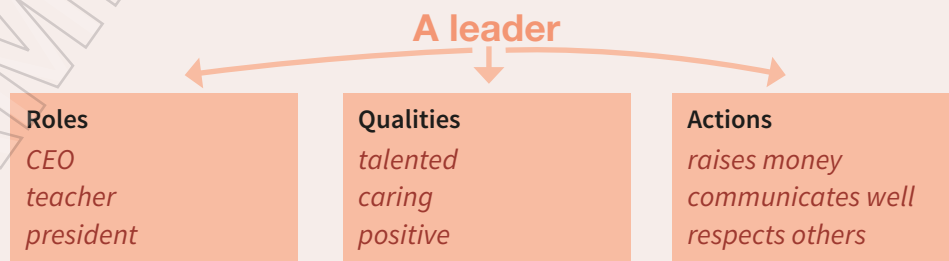 A leader
Roles
CEO
teacher
president
Qualities
talented
caring
positive
Actions
raises money
communicates well
respects others